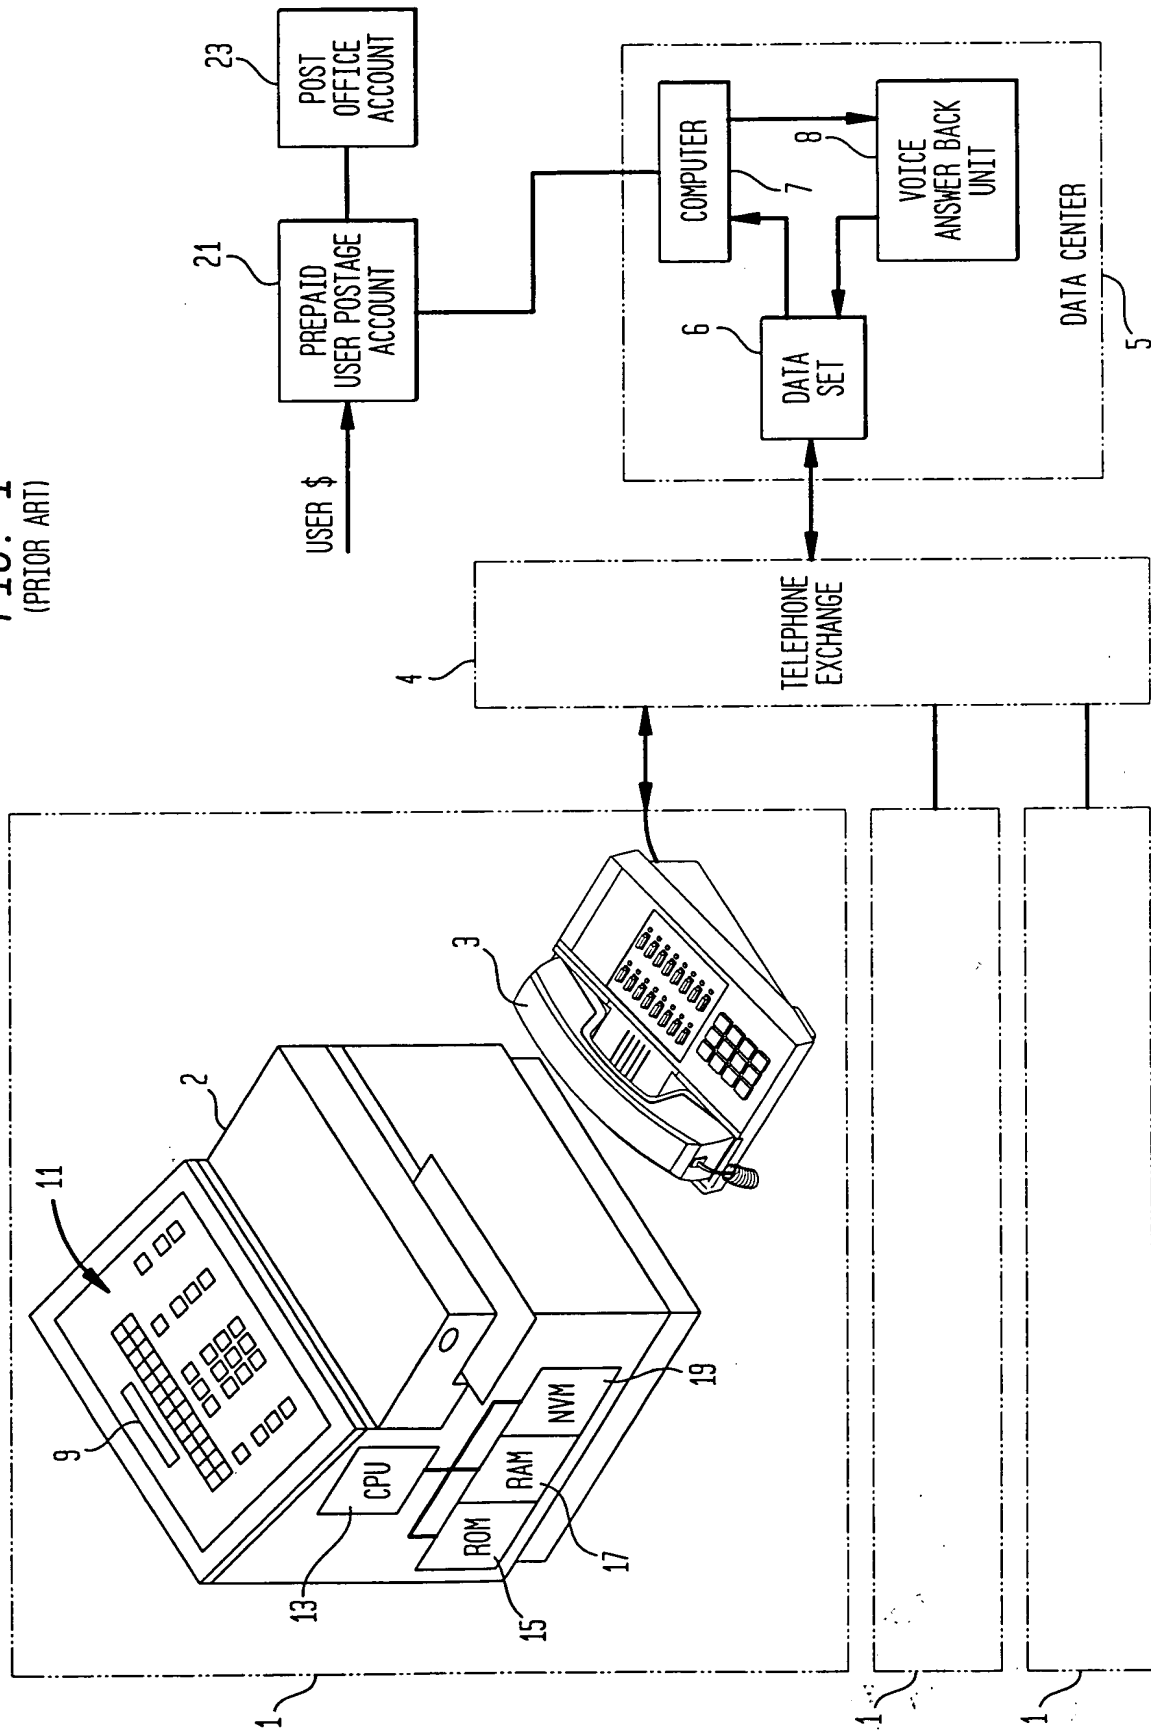 (PRIOR ART)
1
2
11
9
13
CPU
ROM
RAM
NVM
15
17
19
3
1
1
4
TELEPHONE
EXCHANGE
USER $
21
PREPAID
USER POSTAGE
ACCOUNT
23
POST
OFFICE
ACCOUNT
COMPUTER
7
6
DATA
SET
8
VOICE
ANSWER BACK
UNIT
DATA CENTER
5